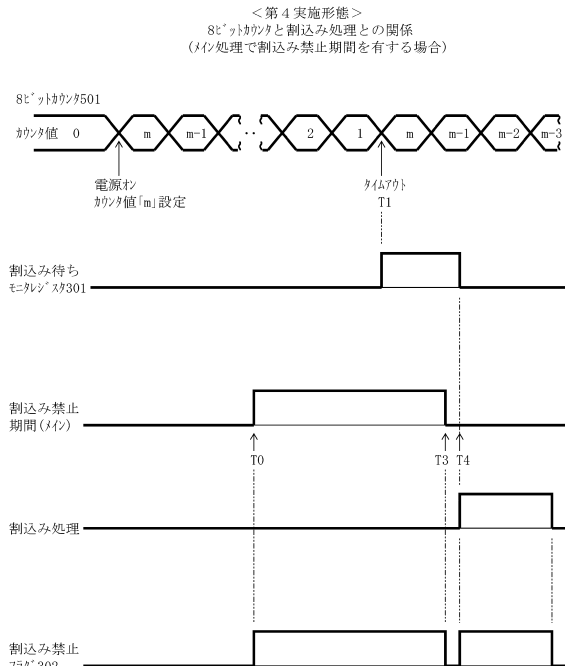 ＜第４実施形態＞
8ﾋﾞｯﾄｶｳﾝﾀと割込み処理との関係
(ﾒｲﾝ処理で割込み禁止期間を有する場合)
8ﾋﾞｯﾄｶｳﾝﾀ501
ｶｳﾝﾀ値 0 m m-1 ‥ 2 1 m m-1 m-2 m-3
電源ｵﾝ
ｶｳﾝﾀ値｢m｣設定
ﾀｲﾑｱｳﾄ
T1
割込み待ち
ﾓﾆﾀﾚｼﾞｽﾀ301
割込み禁止
期間(ﾒｲﾝ)
T0 T3 T4
割込み処理
割込み禁止
ﾌﾗｸﾞ302